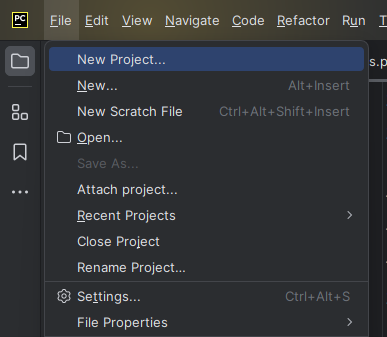 PC File Edit View Navigate Code Refactor Run T
New Project...
s.p
New... Alt+Insert
New Scratch File Ctrl+Alt+Shift+Insert
Open...
Save As...
Attach project...
Recent Projects
Close Project
Rename Project...
Settings... Ctrl+Alt+S
File Properties